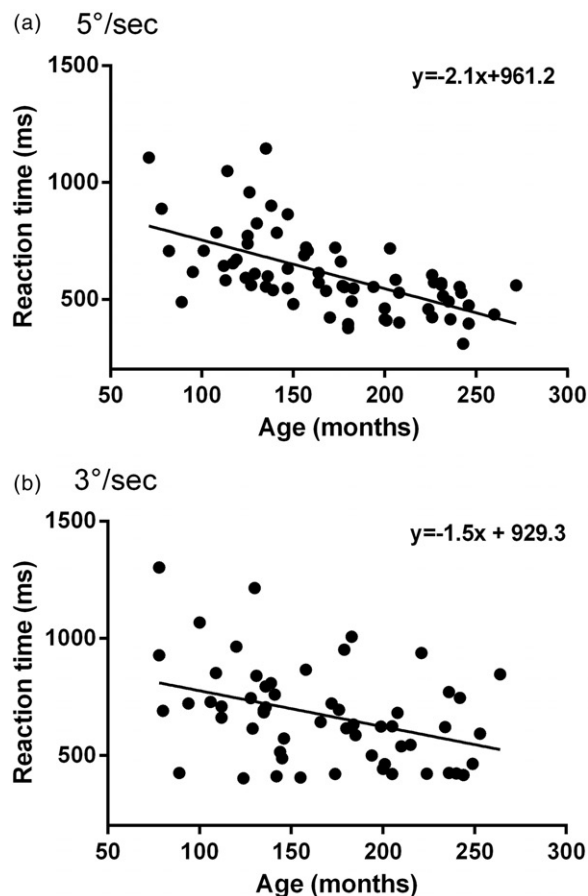 (a) 5°/sec
y=-2.1x+961.2
1500
1000
500
Reaction time (ms)
50 100 150 200 250 300
Age (months)
(b) 3°/sec
y=-1.5x + 929.3
1500
1000
500
Reaction time (ms)
50 100 150 200 250 300
Age (months)